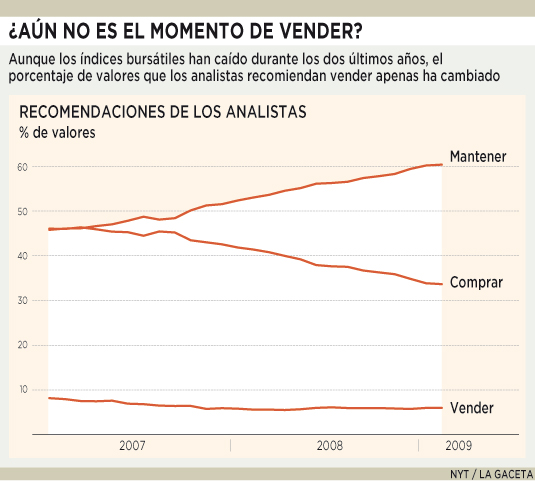 ¿AÚN NO ES EL MOMENTO DE VENDER?
Aunque los índices bursátiles han caído durante los dos últimos años, el
porcentaje de valores que los analistas recomiendan vender apenas ha cambiado
RECOMENDACIONES DE LOS ANALISTAS
% de valores
Mantener
60
50
40
Comprar
30
20
10
Vender
2007 2008 2009
NYT / LA GACETA